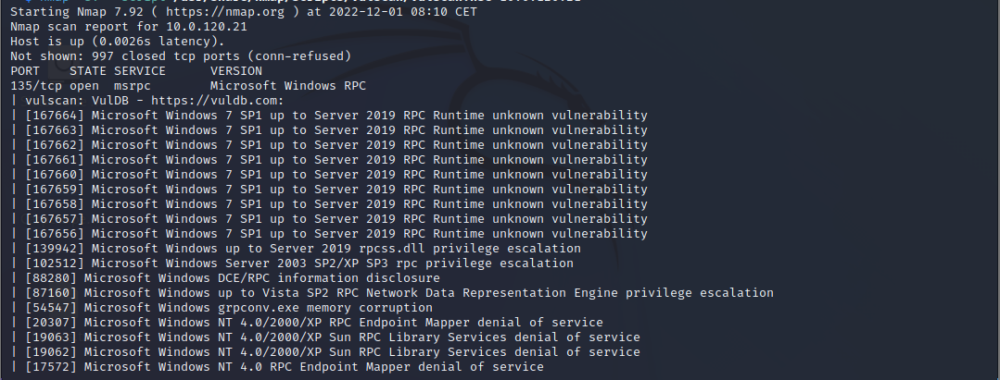 Starting Nmap 7.92 ( https://nmap.org ) at 2022-12-01 08:10 CET
Nmap scan report for 10.0.120.21
Host is up (0.0026s latency).
Not shown: 997 closed tcp ports (conn-refused)
PORT    STATE SERVICE      VERSION
135/tcp open  msrpc        Microsoft Windows RPC
| vulscan: VulDB - https://vuldb.com:
| [167664] Microsoft Windows 7 SP1 up to Server 2019 RPC Runtime unknown vulnerability
| [167663] Microsoft Windows 7 SP1 up to Server 2019 RPC Runtime unknown vulnerability
| [167662] Microsoft Windows 7 SP1 up to Server 2019 RPC Runtime unknown vulnerability
| [167661] Microsoft Windows 7 SP1 up to Server 2019 RPC Runtime unknown vulnerability
| [167660] Microsoft Windows 7 SP1 up to Server 2019 RPC Runtime unknown vulnerability
| [167659] Microsoft Windows 7 SP1 up to Server 2019 RPC Runtime unknown vulnerability
| [167658] Microsoft Windows 7 SP1 up to Server 2019 RPC Runtime unknown vulnerability
| [167657] Microsoft Windows 7 SP1 up to Server 2019 RPC Runtime unknown vulnerability
| [167656] Microsoft Windows 7 SP1 up to Server 2019 RPC Runtime unknown vulnerability
| [139942] Microsoft Windows up to Server 2019 rpcss.dll privilege escalation
| [102512] Microsoft Windows Server 2003 SP2/XP SP3 rpc privilege escalation
| [88280] Microsoft Windows DCE/RPC information disclosure
| [87160] Microsoft Windows up to Vista SP2 RPC Network Data Representation Engine privilege escalation
| [54547] Microsoft Windows grpconv.exe memory corruption
| [20307] Microsoft Windows NT 4.0/2000/XP RPC Endpoint Mapper denial of service
| [19063] Microsoft Windows NT 4.0/2000/XP Sun RPC Library Services denial of service
| [19062] Microsoft Windows NT 4.0/2000/XP Sun RPC Library Services denial of service
| [17572] Microsoft Windows NT 4.0 RPC Endpoint Mapper denial of service